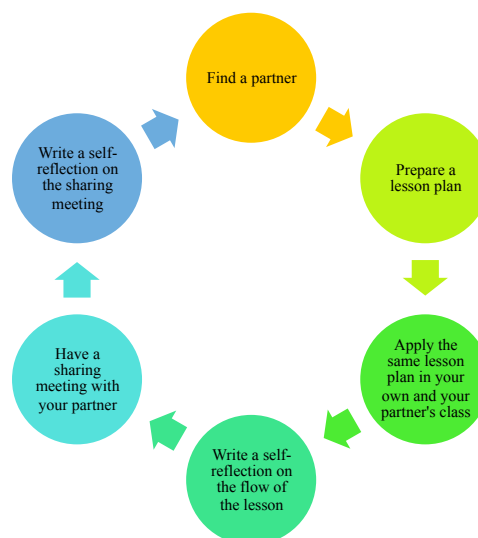 Find a partner
Prepare a
lesson plan
Apply the
same lesson
plan in your
own and your
partner's class
Write a self-
reflection on
the flow of
the lesson
Have a
sharing
meeting with
your partner
Write a self-
reflection on
the sharing
meeting